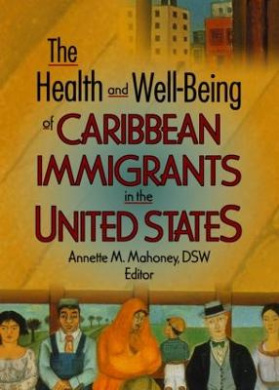 The
Health and Well-Being
of CARIBBEAN
IMMIGRANTS
in the
UNITED STATES
Annette M. Mahoney, DSW
Editor